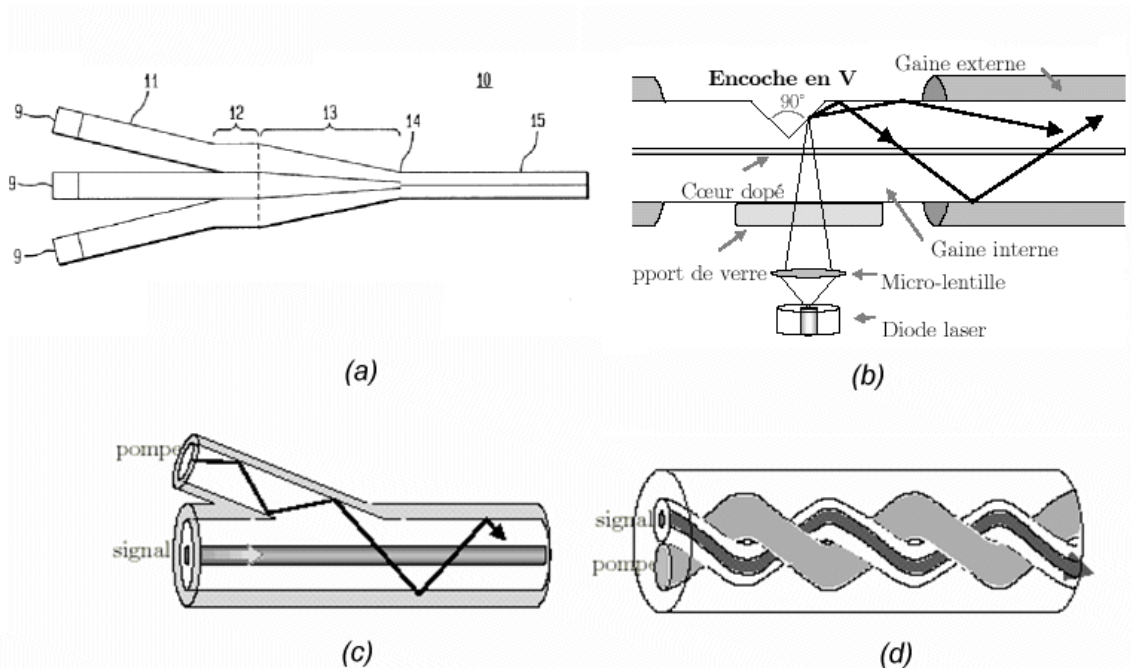 11
10
9
12
13
14
15
9
9
(a)
Gaine externe
Encoche en V
90°
Cœur dopé
Gaine interne
pport de verre
Micro-lentille
Diode laser
(b)
pompe
signal
(c)
signal
pompe
(d)